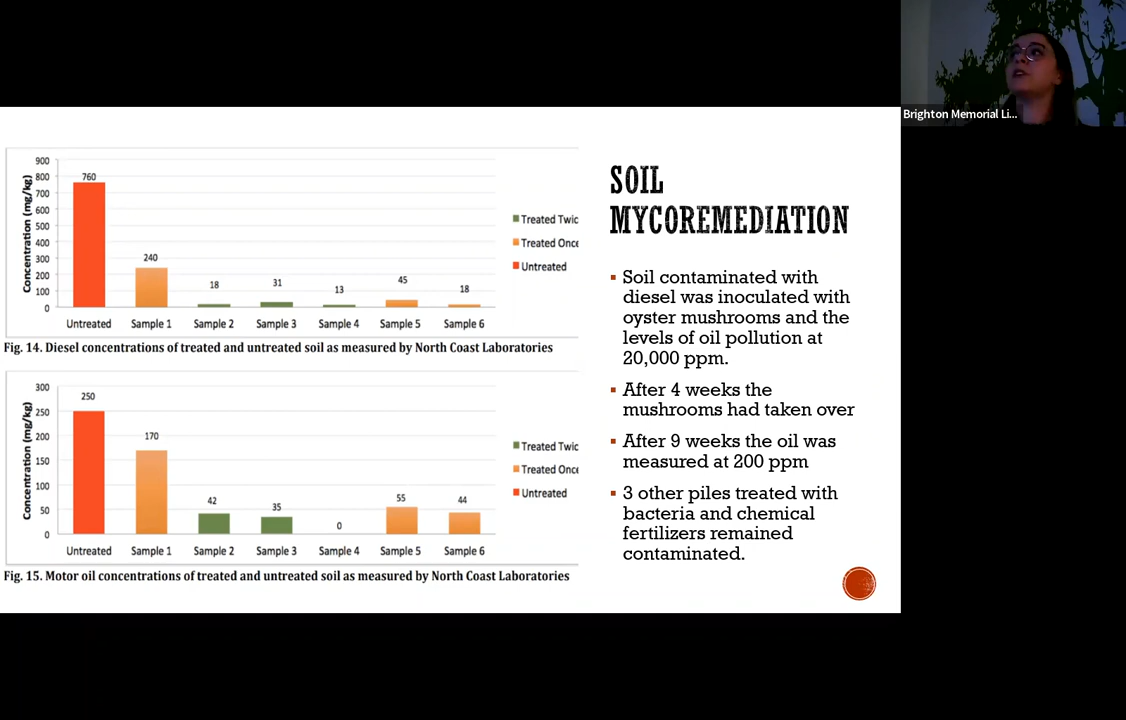 Brighton Memorial Li...
SOIL
MYCOREMEDIATION
Soil contaminated with
diesel was inoculated with
oyster mushrooms and the
levels of oil pollution at
20,000 ppm.
After 4 weeks the
mushrooms had taken over
After 9 weeks the oil was
measured at 200 ppm
3 other piles treated with
bacteria and chemical
fertilizers remained
contaminated.
Concentration (mg/kg)
900
800
700
600
500
400
300
200
100
0
760
240
18
31
13
45
18
Untreated Sample 1 Sample 2 Sample 3 Sample 4 Sample 5 Sample 6
Treated Twic
Treated Once
Untreated
Fig. 14. Diesel concentrations of treated and untreated soil as measured by North Coast Laboratories
Concentration (mg/kg)
300
250
200
150
100
50
0
250
170
42
35
0
55
44
Untreated Sample 1 Sample 2 Sample 3 Sample 4 Sample 5 Sample 6
Treated Twic
Treated Once
Untreated
Fig. 15. Motor oil concentrations of treated and untreated soil as measured by North Coast Laboratories